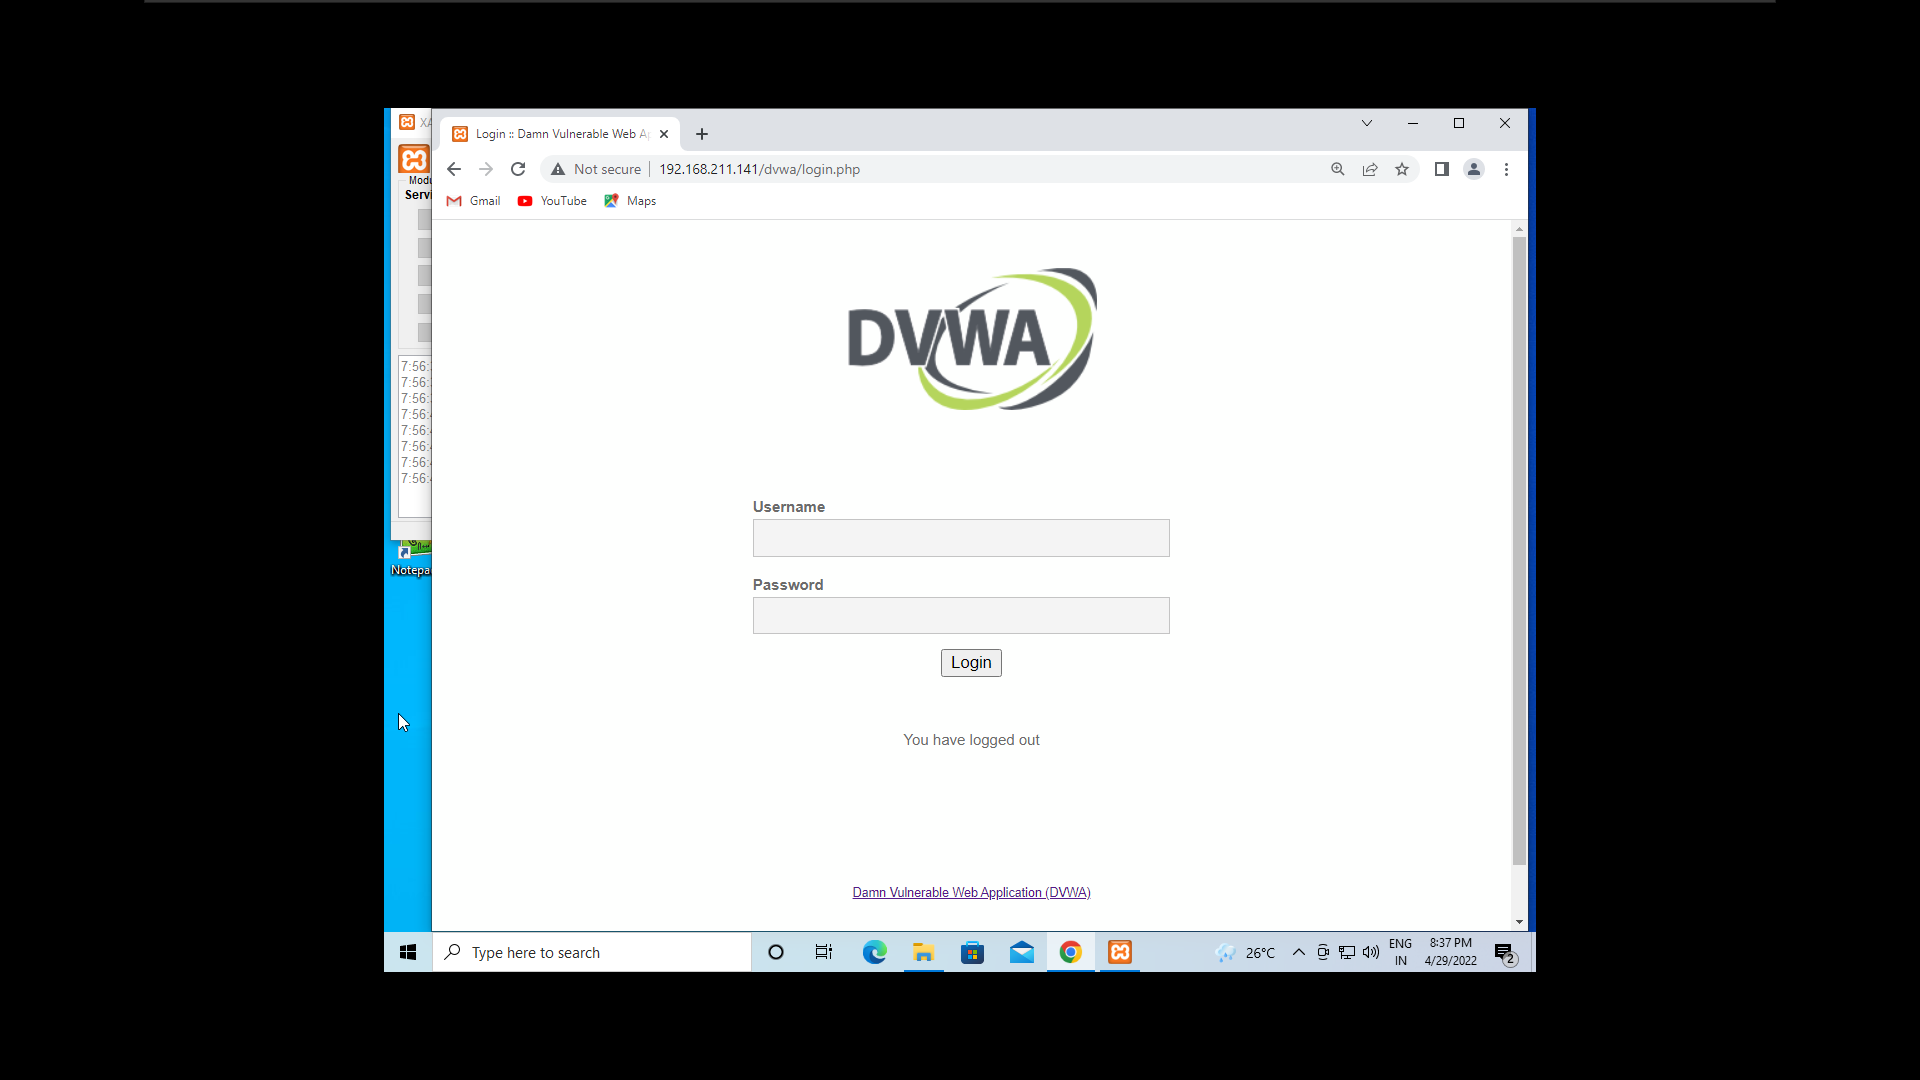 XA
Login :: Damn Vulnerable Web Ap
Not secure
192.168.211.141/dvwa/login.php
Gmail
YouTube
Maps
Modu
Servi
7:56:
7:56:
7:56:
7:56:
7:56:
7:56:
7:56:
7:56:
Notepa
DVWA
Username
Password
Login
You have logged out
Damn Vulnerable Web Application (DVWA)
Type here to search
26°C
ENG
IN
8:37 PM
4/29/2022
2